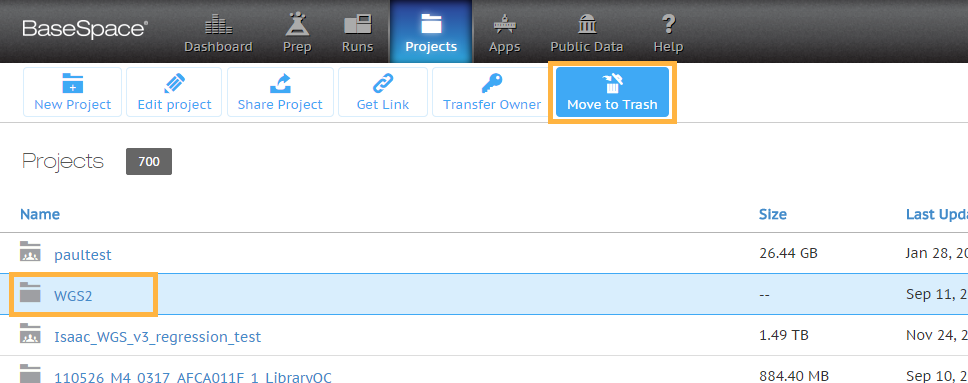 BaseSpace®
Dashboard Prep Runs Projects Apps Public Data Help
New Project Edit project Share Project Get Link Transfer Owner Move to Trash
Projects 700
Name Size Last Upda
paultest 26.44 GB Jan 28, 20
WGS2 -- Sep 11, 2
Isaac_WGS_v3_regression_test 1.49 TB Nov 24, 2
110526_M4_0317_AFCA011F_1_LibraryOC 884.40 MB Sep 10, 2